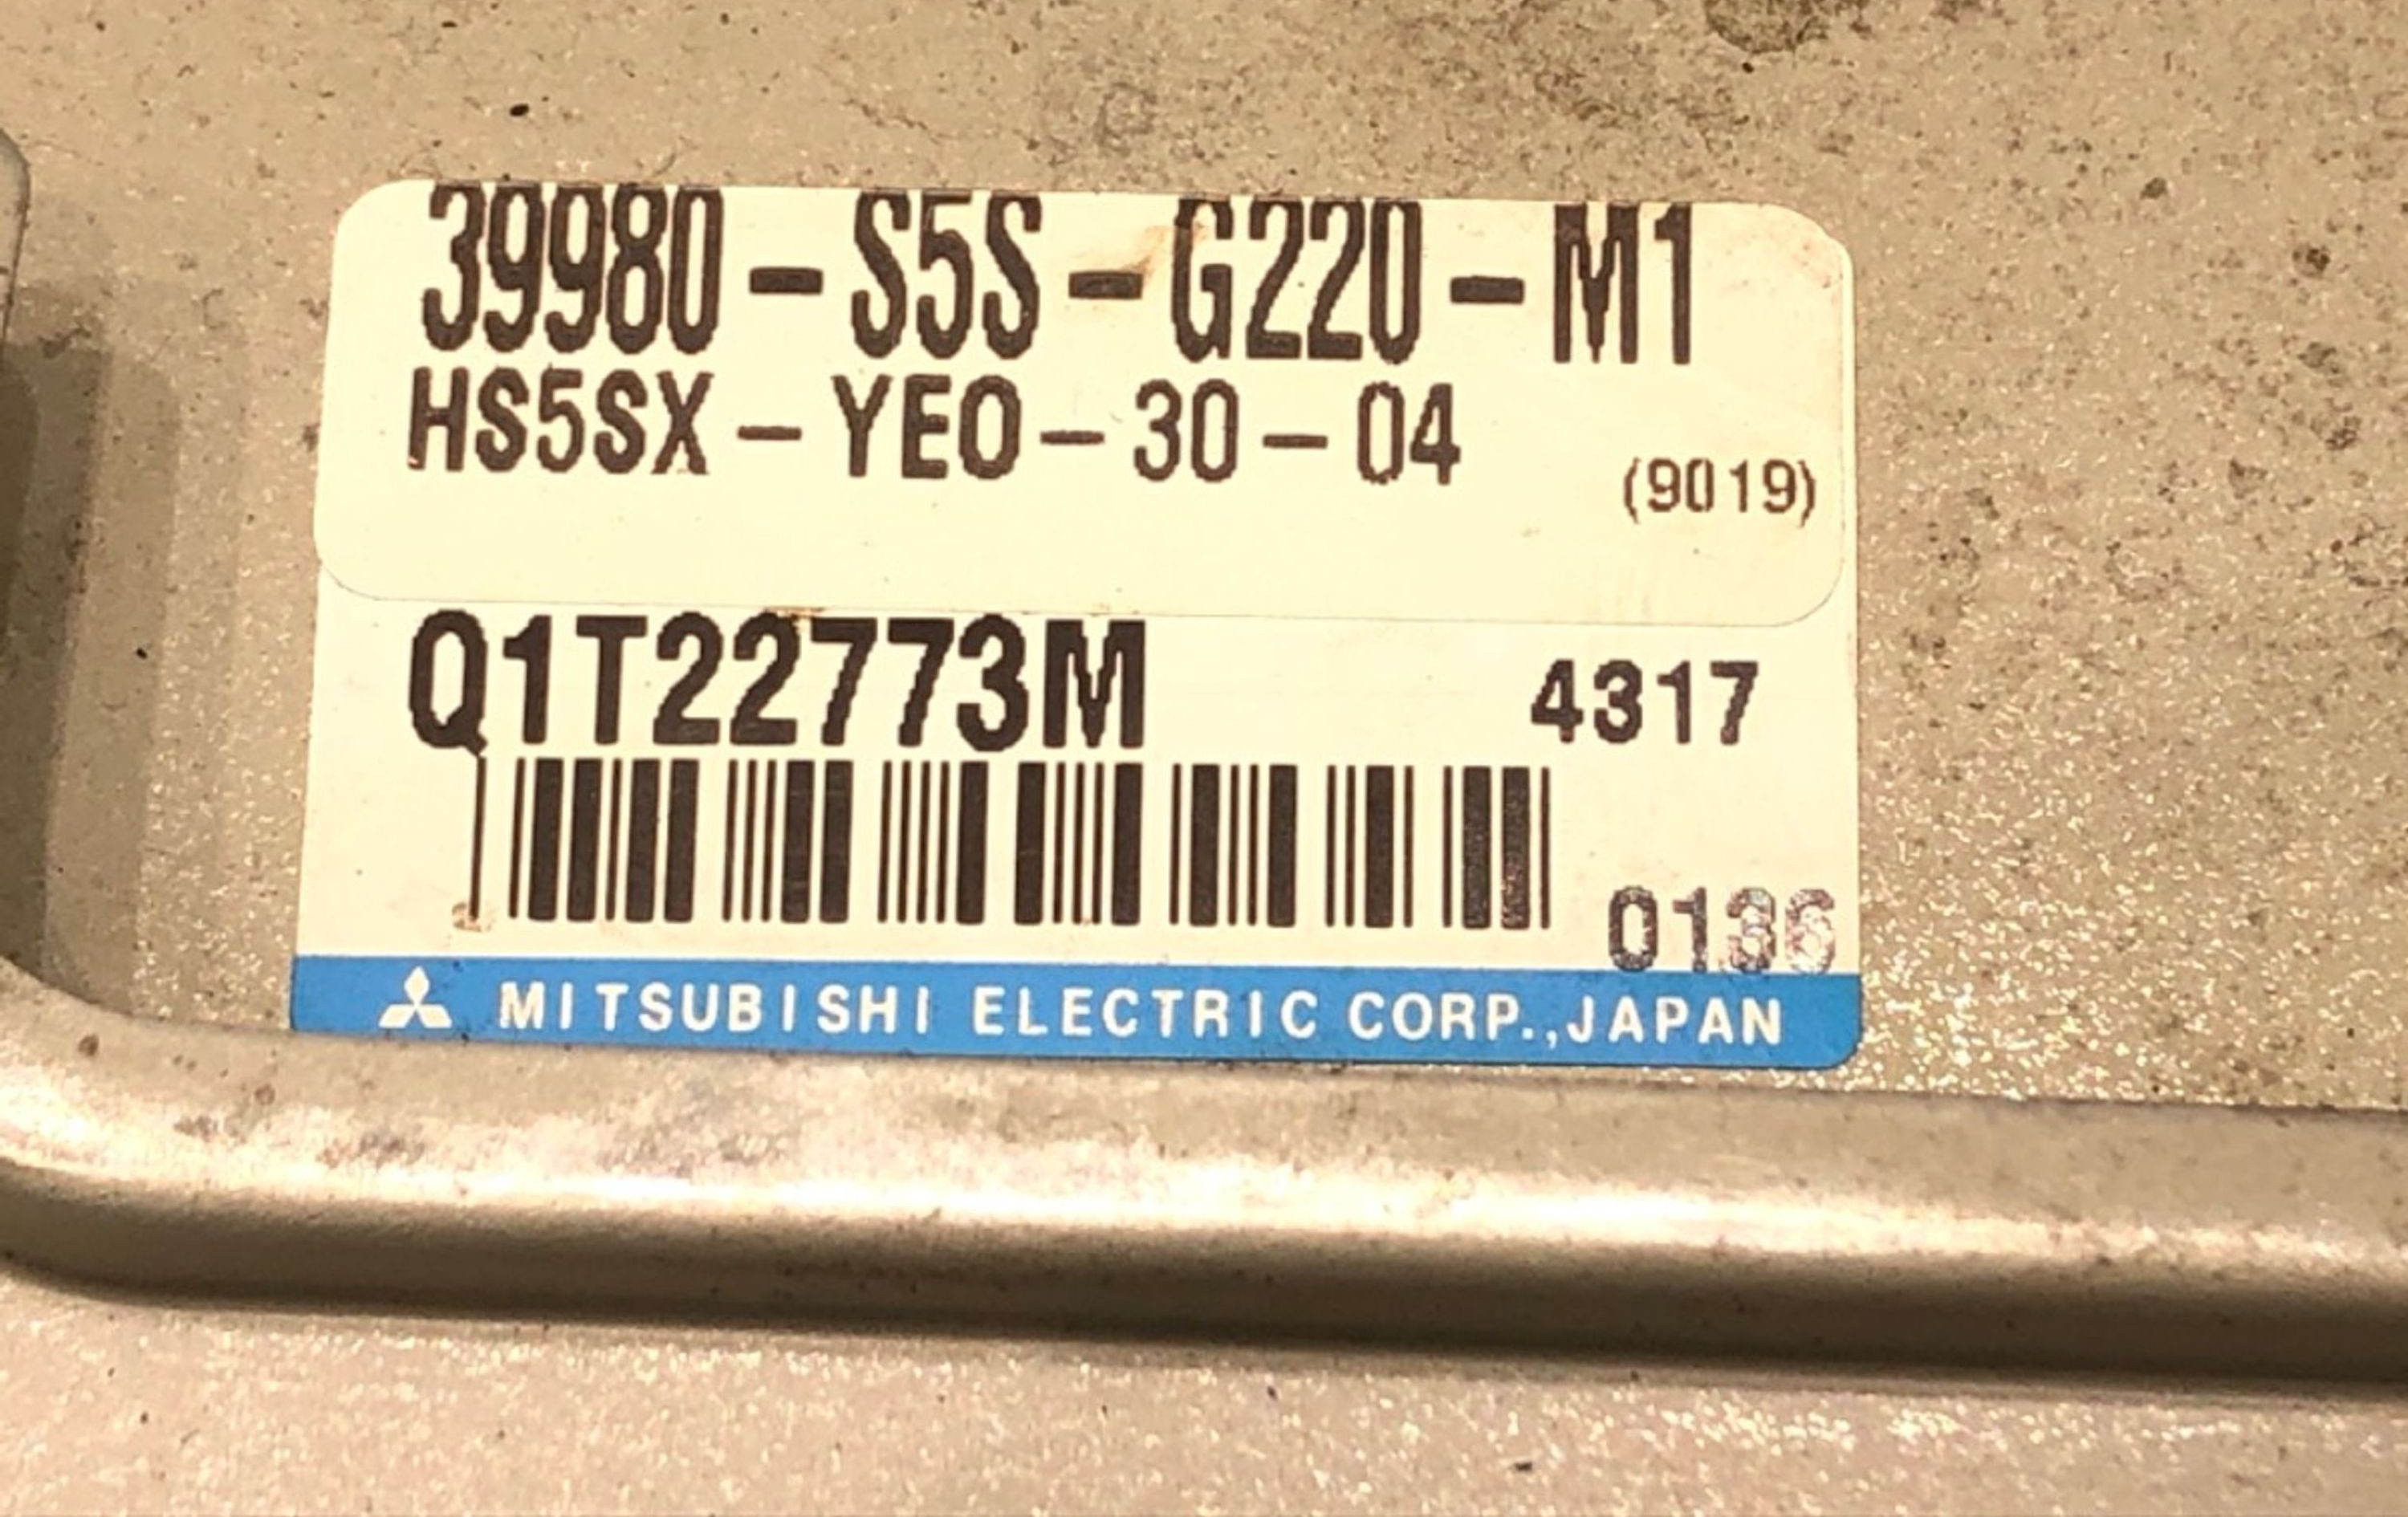 39980-S5S-G220-M1
HS5SX-YEO-30-04
(9019)
Q1T22773M 4317
0136
MITSUBISHI ELECTRIC CORP.,JAPAN